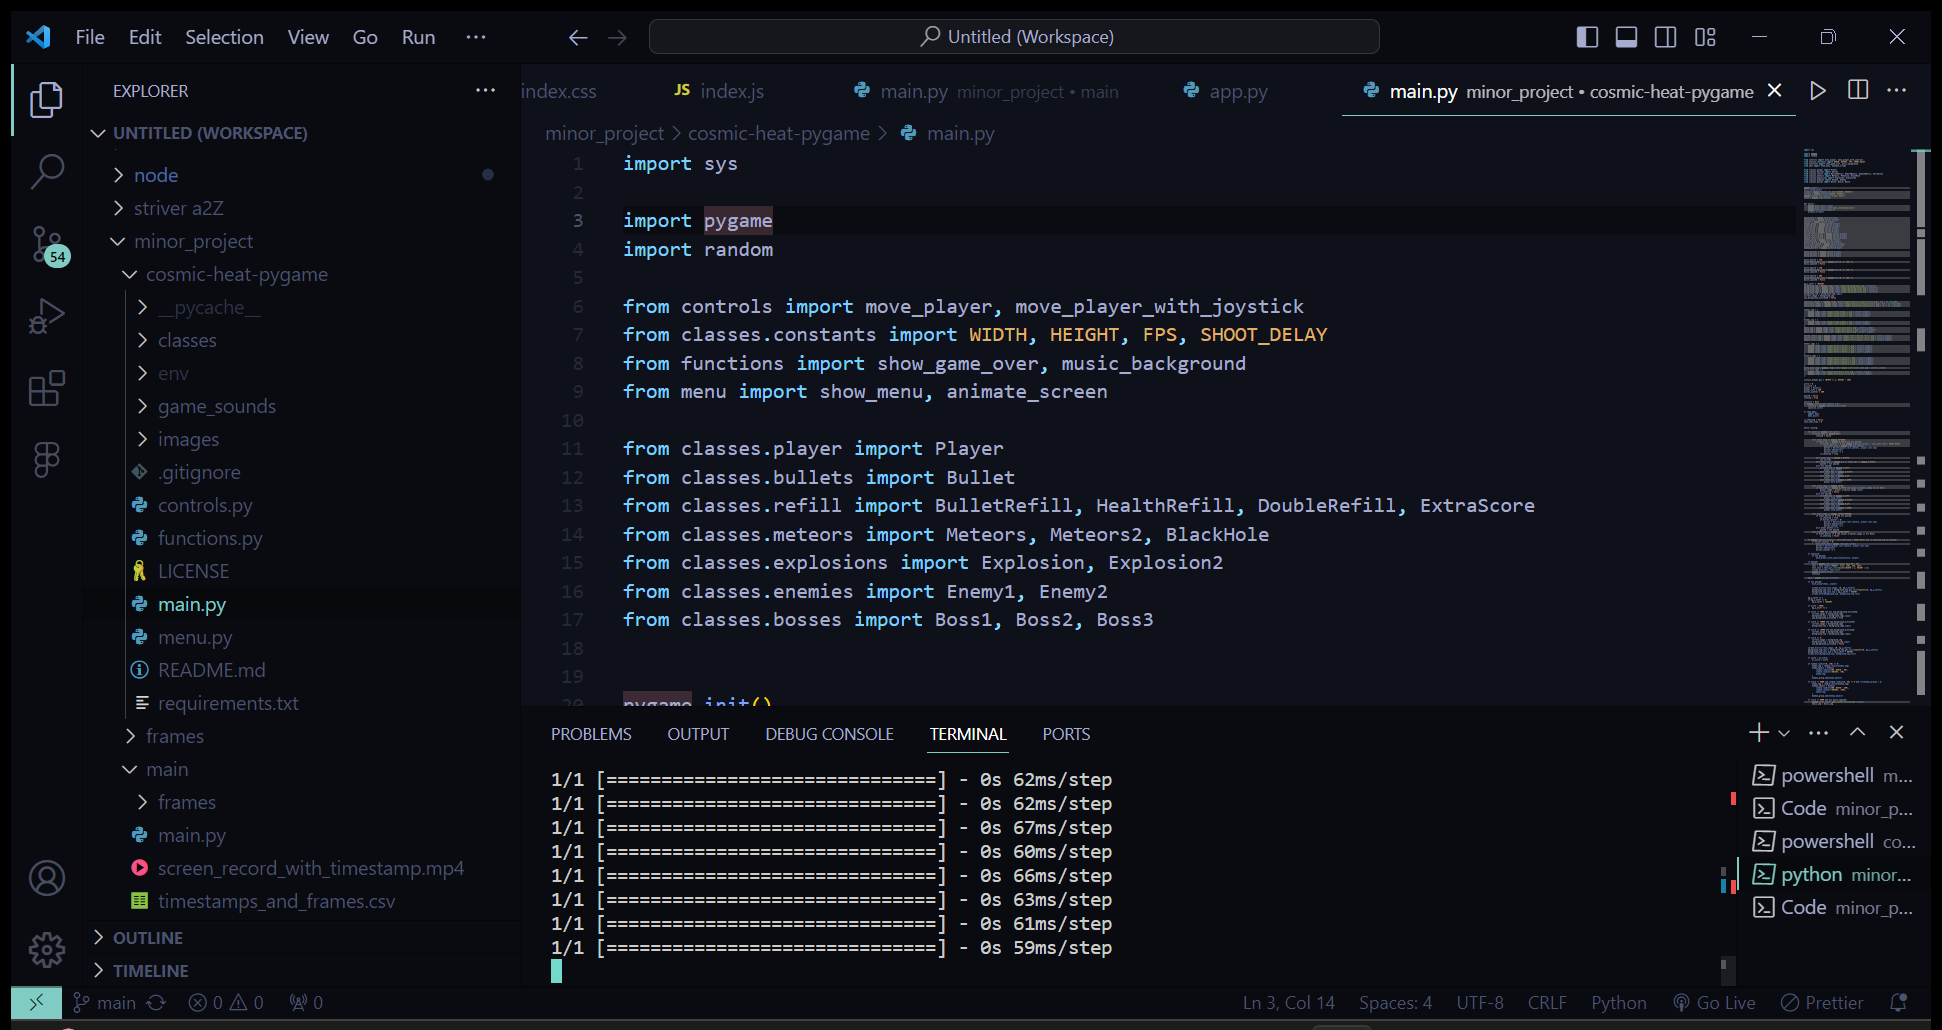 File Edit Selection View Go Run ··· Untitled (Workspace)
EXPLORER ···
UNTITLED (WORKSPACE)
node
striver a2Z
minor_project
cosmic-heat-pygame
__pycache__
classes
env
game_sounds
images
.gitignore
controls.py
functions.py
LICENSE
main.py
menu.py
README.md
requirements.txt
frames
main
frames
main.py
screen_record_with_timestamp.mp4
timestamps_and_frames.csv
OUTLINE
TIMELINE
54
index.css JS index.js main.py minor_project • main app.py main.py minor_project • cosmic-heat-pygame
minor_project > cosmic-heat-pygame > main.py
1 import sys
2
3 import pygame
4 import random
5
6 from controls import move_player, move_player_with_joystick
7 from classes.constants import WIDTH, HEIGHT, FPS, SHOOT_DELAY
8 from functions import show_game_over, music_background
9 from menu import show_menu, animate_screen
10
11 from classes.player import Player
12 from classes.bullets import Bullet
13 from classes.refill import BulletRefill, HealthRefill, DoubleRefill, ExtraScore
14 from classes.meteors import Meteors, Meteors2, BlackHole
15 from classes.explosions import Explosion, Explosion2
16 from classes.enemies import Enemy1, Enemy2
17 from classes.bosses import Boss1, Boss2, Boss3
18
19
20 pygame.init()
PROBLEMS OUTPUT DEBUG CONSOLE TERMINAL PORTS
1/1 [==============================] - 0s 62ms/step
1/1 [==============================] - 0s 62ms/step
1/1 [==============================] - 0s 67ms/step
1/1 [==============================] - 0s 60ms/step
1/1 [==============================] - 0s 66ms/step
1/1 [==============================] - 0s 63ms/step
1/1 [==============================] - 0s 61ms/step
1/1 [==============================] - 0s 59ms/step
powershell m...
Code minor_p...
powershell co...
python minor...
Code minor_p...
main 0 0 0 Ln 3, Col 14 Spaces: 4 UTF-8 CRLF Python Go Live Prettier